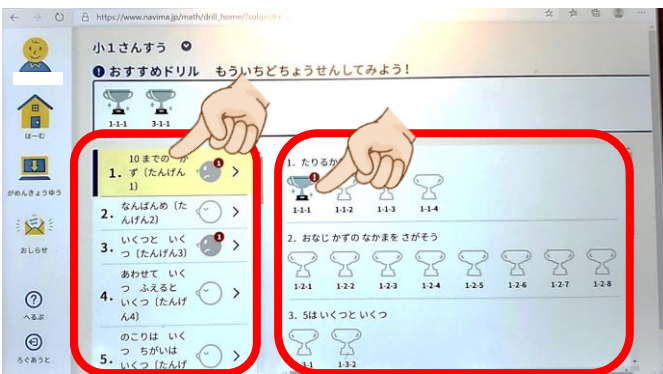 https://www.navima.jp/math/drill_home/
小1さんすう
おすすめドリル もういちどちょうせんしてみよう!
1-1-1 3-1-1
ほーむ
がめんきょうゆう
おしらせ
?
へるぷ
ろぐあうと
1. 10までの か
ず〔たんげん
1〕
2. なんばんめ〔た
んげん2〕
3. いくつと いく
つ〔たんげん3〕
4. あわせて いく
つ ふえると
いくつ〔たんげ
ん4〕
5. のこりは いく
つ ちがいは
いくつ〔たんげ
1. たりるか
1-1-1 1-1-2 1-1-3 1-1-4
2. おなじ かずの なかまを さがそう
1-2-1 1-2-2 1-2-3 1-2-4 1-2-5 1-2-6 1-2-7 1-2-8
3. 5は いくつと いくつ
1-3-2